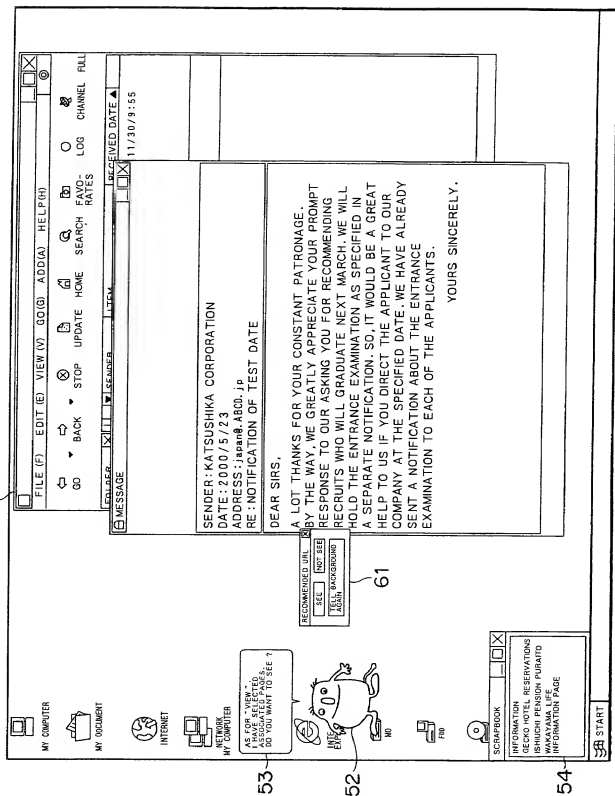 FILE (F) EDIT (E) VIEW (V) GO(G) ADD(A) HELP(H)
GO BACK STOP UPDATE HOME SEARCH FAVO-RATES LOG CHANNEL FULL
FOLDER SENDER ITEM RECEIVED DATE
11/30/9:55
MESSAGE
SENDER:KATSUSHIKA CORPORATION
DATE:2000/5/23
ADDRESS:japan@.ABCD.jp
RE:NOTIFICATION OF TEST DATE
DEAR SIRS,
A LOT THANKS FOR YOUR CONSTANT PATRONAGE.
BY THE WAY, WE GREATLY APPRECIATE YOUR PROMPT
RESPONSE TO OUR ASKING YOU FOR RECOMMENDING
RECRUITS WHO WILL GRADUATE NEXT MARCH. WE WILL
HOLD THE ENTRANCE EXAMINATION AS SPECIFIED IN
A SEPARATE NOTIFICATION. SO, IT WOULD BE A GREAT
HELP TO US IF YOU DIRECT THE APPLICANT TO OUR
COMPANY AT THE SPECIFIED DATE. WE HAVE ALREADY
SENT A NOTIFICATION ABOUT THE ENTRANCE
EXAMINATION TO EACH OF THE APPLICANTS.
YOURS SINCERELY.
RECOMMENDED URL
SEE NOT SEE
TELL BACKGROUND
AGAIN
61
MY COMPUTER
MY DOCUMENT
INTERNET
NETWORK
MY COMPUTER
AS FOR "VIEW",
I HAVE SELECTED
ASSOCIATED PAGES.
DO YOU WANT TO SEE ?
53
INTE
EXP
52
MO
FDD
SCRAPBOOK
INFORMATION
GECKO HOTEL RESERVATIONS
ISHIUCHI PENSION PURAITO
WAKAYAMA LIFE
INFORMATION PAGE
54
START